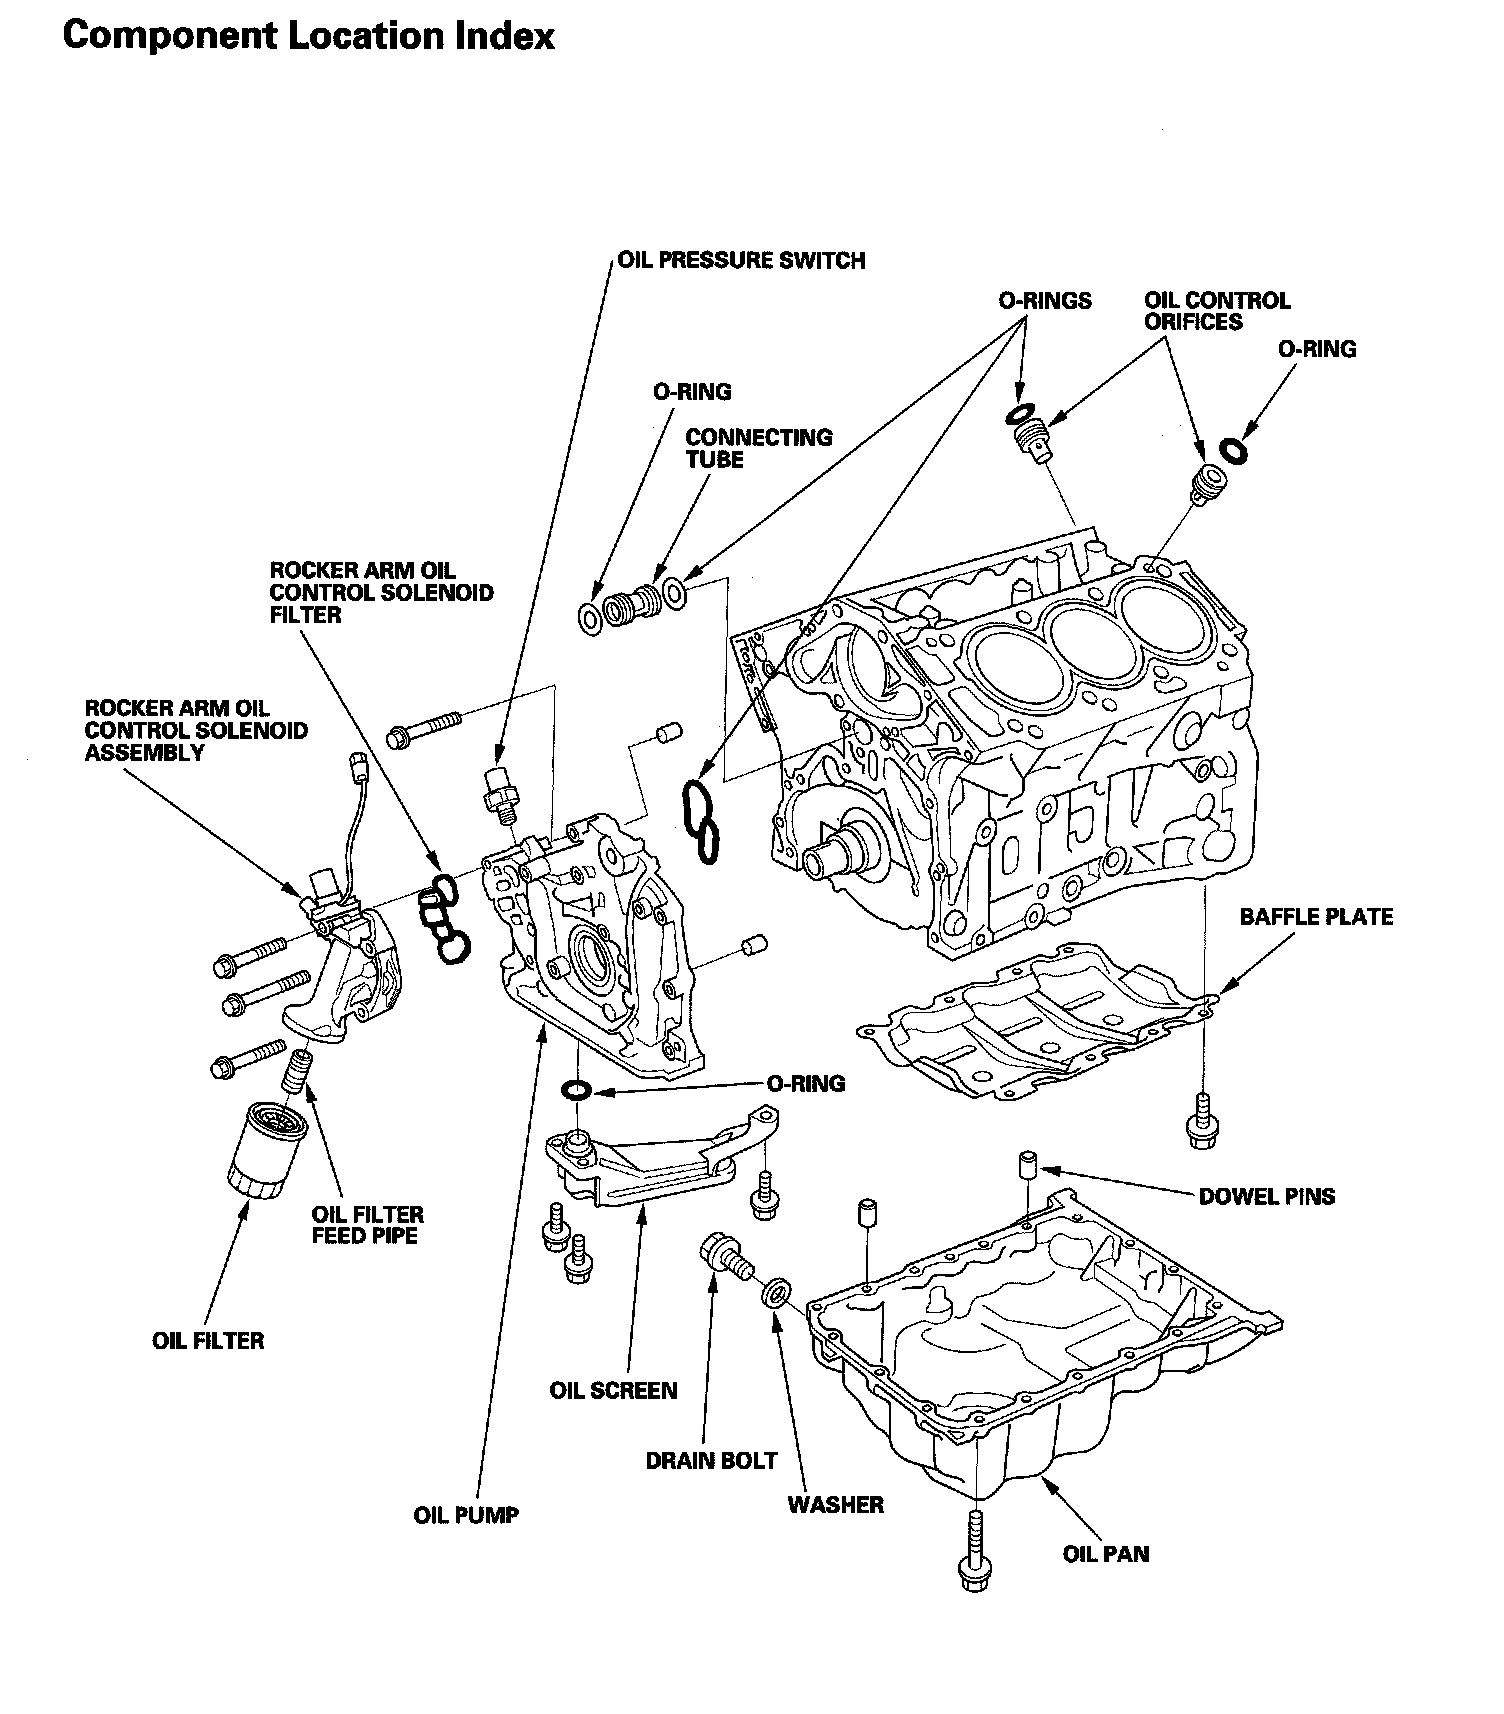 Component Location Index
OIL PRESSURE SWITCH
O-RINGS
OIL CONTROL
ORIFICES
O-RING
O-RING
CONNECTING
TUBE
ROCKER ARM OIL
CONTROL SOLENOID
FILTER
ROCKER ARM OIL
CONTROL SOLENOID
ASSEMBLY
BAFFLE PLATE
O-RING
DOWEL PINS
OIL FILTER
FEED PIPE
OIL FILTER
OIL SCREEN
DRAIN BOLT
WASHER
OIL PUMP
OIL PAN